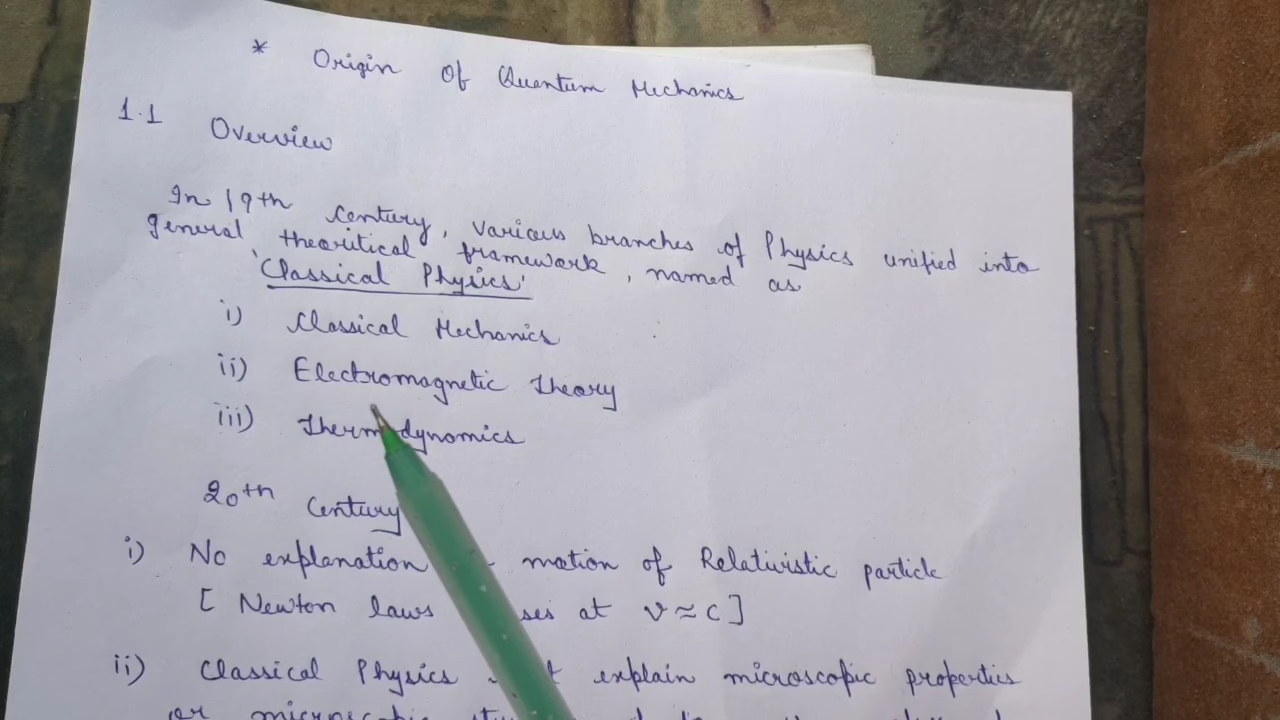 * Origin Of Quantum Mechanics
1.1 Overview
In 19th Century, various branches of Physics unified into
general theoritical framework, named as
'Classical Physics'
i) Classical Mechanics
ii) Electromagnetic Theory
iii) Thermodynomics
20th Century
i) No explanation motion of Relativistic particle
[ Newton laws at v≈c]
ii) Classical Physics explain microscopic properties
or